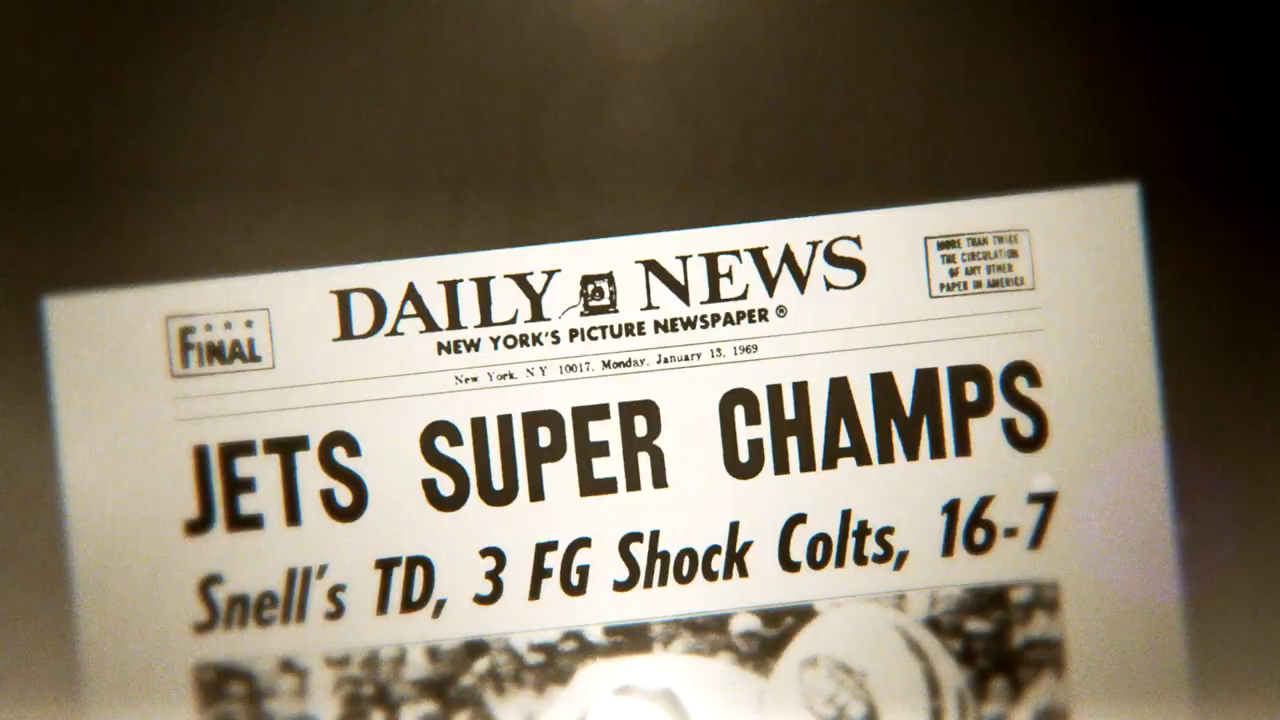 DAILY NEWS
NEW YORK'S PICTURE NEWSPAPER ®
FINAL
MORE THAN TWICE
THE CIRCULATION
OF ANY OTHER
PAPER IN AMERICA
New York, N.Y. 10017, Monday, January 13, 1969
JETS SUPER CHAMPS
Snell's TD, 3 FG Shock Colts, 16-7